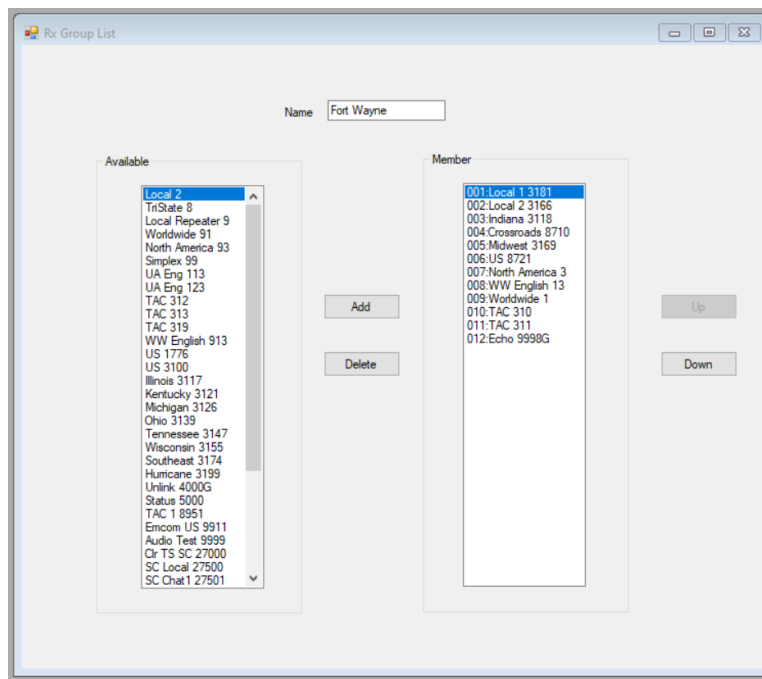 Rx Group List
Name Fort Wayne
Available
Local 2
TriState 8
Local Repeater 9
Worldwide 91
North America 93
Simplex 99
UA Eng 113
UA Eng 123
TAC 312
TAC 313
TAC 319
WW English 913
US 1776
US 3100
Illinois 3117
Kentucky 3121
Michigan 3126
Ohio 3139
Tennessee 3147
Wisconsin 3155
Southeast 3174
Hurricane 3199
Unlink 4000G
Status 5000
TAC 1 8951
Emcom US 9911
Audio Test 9999
Clr TS SC 27000
SC Local 27500
SC Chat1 27501
Add
Delete
Member
001:Local 1 3181
002:Local 2 3166
003:Indiana 3118
004:Crossroads 8710
005:Midwest 3169
006:US 8721
007:North America 3
008:WW English 13
009:Worldwide 1
010:TAC 310
011:TAC 311
012:Echo 9998G
Up
Down